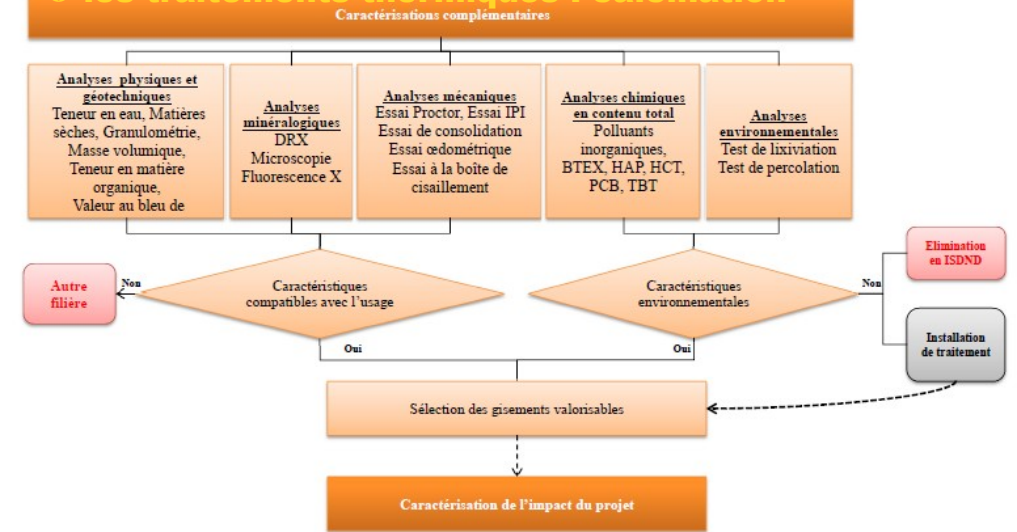 les traitements thermiques : calcination
Caractérisations complémentaires
Analyses physiques et
géotechniques
Teneur en eau, Matières
sèches, Granulométrie,
Masse volumique,
Teneur en matière
organique,
Valeur au bleu de
Analyses
minéralogiques
DRX
Microscopie
Fluorescence X
Analyses mécaniques
Essai Proctor, Essai IPI
Essai de consolidation
Essai œdométrique
Essai à la boîte de
cisaillement
Analyses chimiques
en contenu total
Polluants
inorganiques,
BTEX, HAP, HCT,
PCB, TBT
Analyses
environnementales
Test de lixiviation
Test de percolation
Autre
filière
Non
Caractéristiques
compatibles avec l’usage
Oui
Caractéristiques
environnementales
Oui
Non
Elimination
en ISDND
Installation
de traitement
Sélection des gisements valorisables
Caractérisation de l’impact du projet